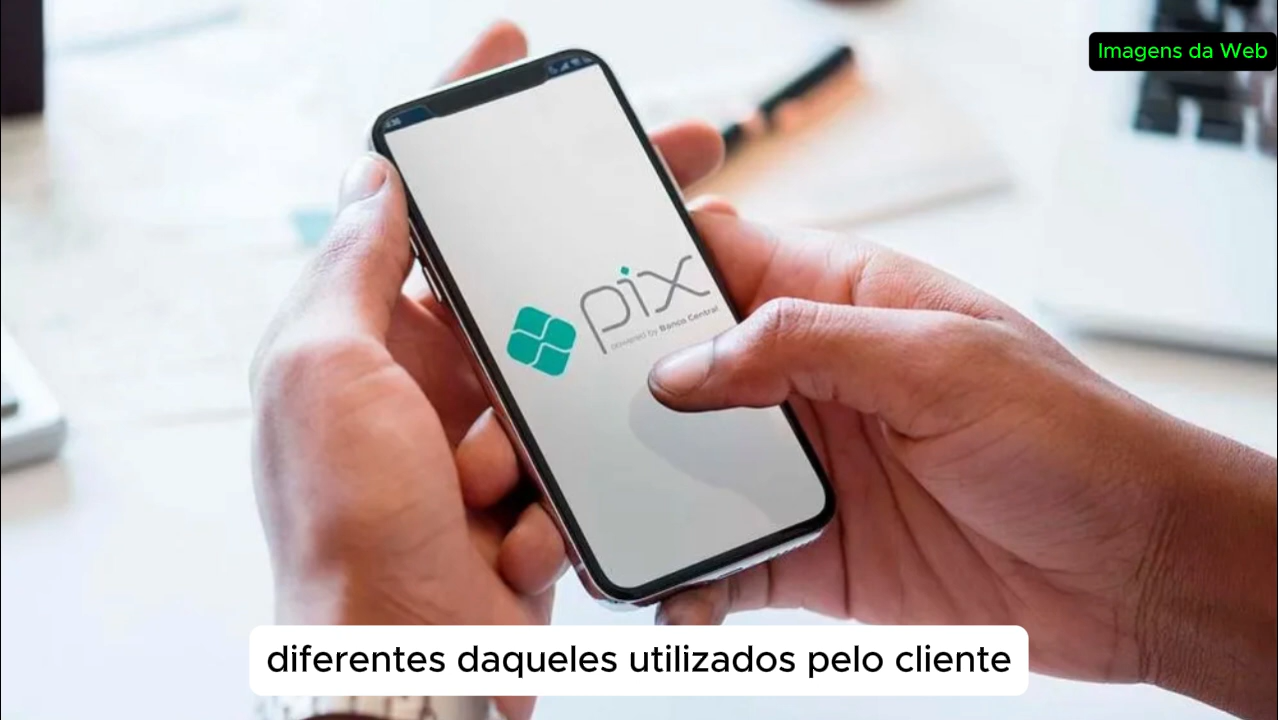 Imagens da Web
pix
powered by Banco Central
diferentes daqueles utilizados pelo cliente